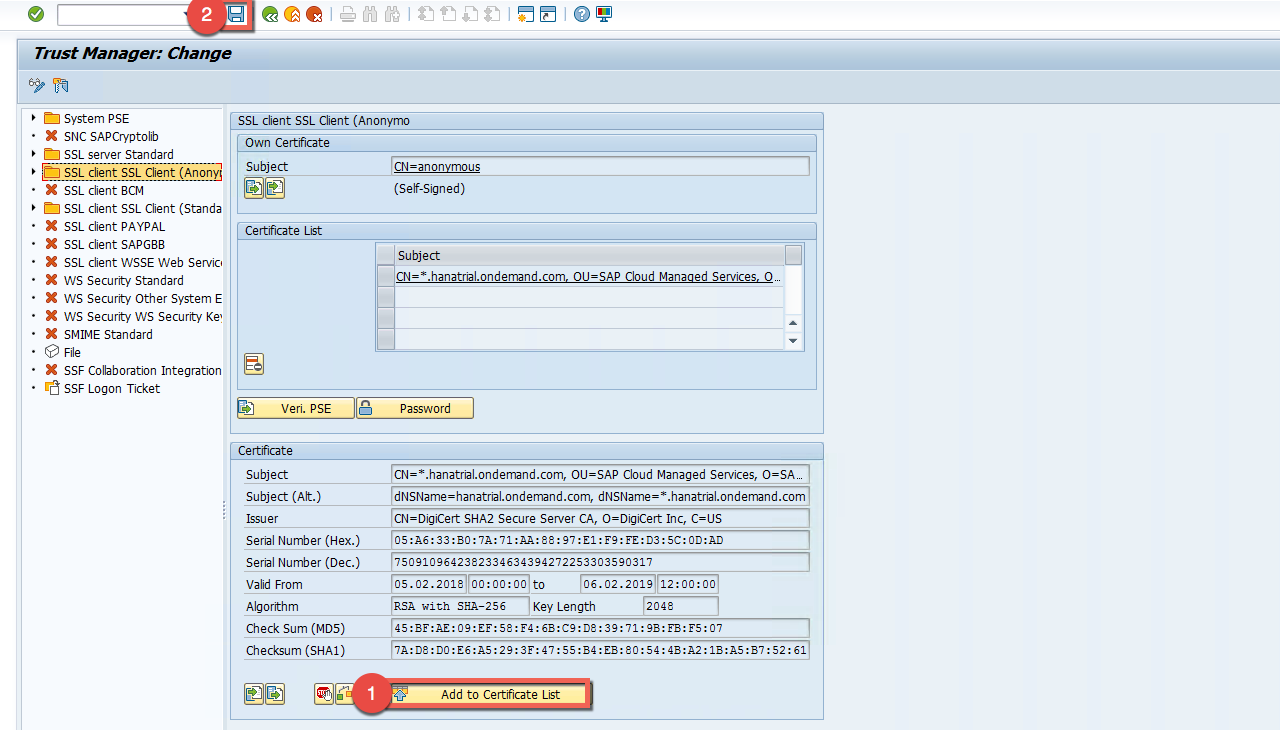 2
Trust Manager: Change
System PSE
SNC SAPCryptolib
SSL server Standard
SSL client SSL Client (Anony
SSL client BCM
SSL client SSL Client (Standa
SSL client PAYPAL
SSL client SAPGBB
SSL client WSSE Web Service
WS Security Standard
WS Security Other System E
WS Security WS Security Key
SMIME Standard
File
SSF Collaboration Integration
SSF Logon Ticket
SSL client SSL Client (Anonymo
Own Certificate
Subject CN=anonymous
(Self-Signed)
Certificate List
Subject
CN=*.hanatrial.ondemand.com, OU=SAP Cloud Managed Services, O...
Veri. PSE Password
Certificate
Subject CN=*.hanatrial.ondemand.com, OU=SAP Cloud Managed Services, O=SA...
Subject (Alt.) dNSName=hanatrial.ondemand.com, dNSName=*.hanatrial.ondemand.com
Issuer CN=DigiCert SHA2 Secure Server CA, O=DigiCert Inc, C=US
Serial Number (Hex.) 05:A6:33:B0:7A:71:AA:88:97:E1:F9:FE:D3:5C:0D:AD
Serial Number (Dec.) 7509109642382334634394272253303590317
Valid From 05.02.2018 00:00:00 to 06.02.2019 12:00:00
Algorithm RSA with SHA-256 Key Length 2048
Check Sum (MD5) 45:BF:AE:09:EF:58:F4:6B:C9:D8:39:71:9B:FB:F5:07
Checksum (SHA1) 7A:D8:D0:E6:A5:29:3F:47:55:B4:EB:80:54:4B:A2:1B:A5:B7:52:61
1 Add to Certificate List